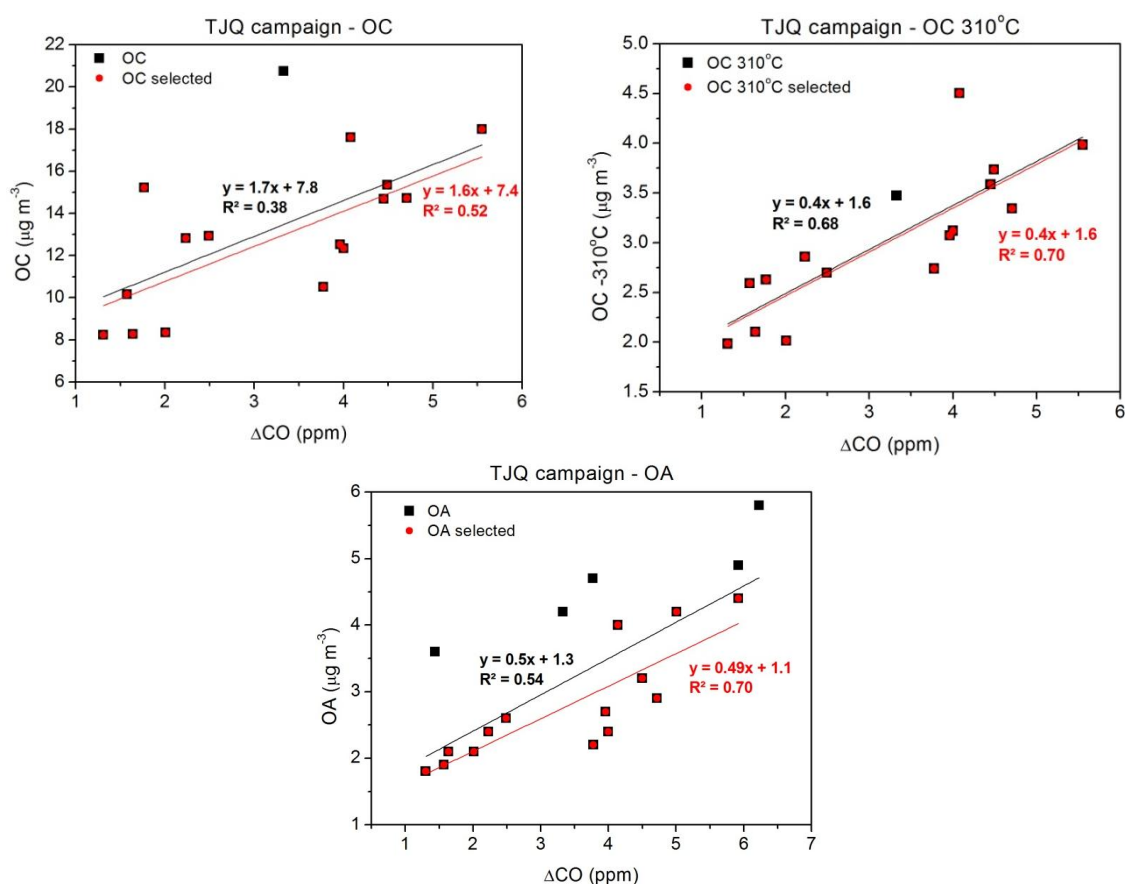 TJQ campaign - OC
OC
OC selected
22
20
18
16
14
12
10
8
6
OC (μg m⁻³)
y = 1.7x + 7.8
R² = 0.38
y = 1.6x + 7.4
R² = 0.52
1 2 3 4 5 6
ΔCO (ppm)
TJQ campaign - OC 310°C
OC 310°C
OC 310°C selected
5.0
4.5
4.0
3.5
3.0
2.5
2.0
1.5
OC -310°C (μg m⁻³)
y = 0.4x + 1.6
R² = 0.68
y = 0.4x + 1.6
R² = 0.70
1 2 3 4 5 6
ΔCO (ppm)
TJQ campaign - OA
OA
OA selected
6
5
4
3
2
1
OA (μg m⁻³)
y = 0.5x + 1.3
R² = 0.54
y = 0.49x + 1.1
R² = 0.70
1 2 3 4 5 6 7
ΔCO (ppm)